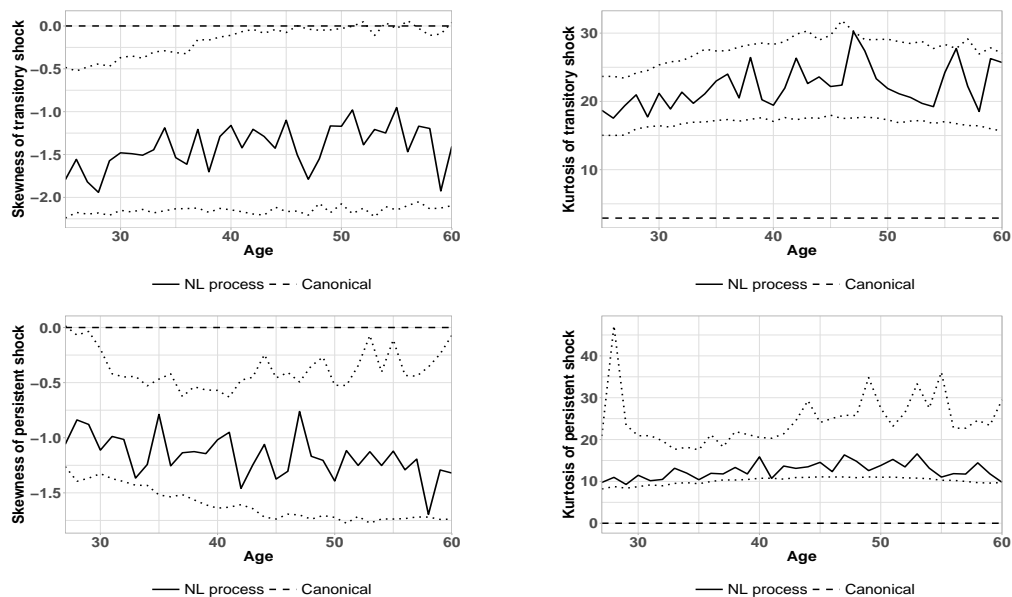 Skewness of transitory shock
0.0
−0.5
−1.0
−1.5
−2.0
30 40 50 60
Age
NL process Canonical
Kurtosis of transitory shock
30
20
10
30 40 50 60
Age
NL process Canonical
Skewness of persistent shock
0.0
−0.5
−1.0
−1.5
30 40 50 60
Age
NL process Canonical
Kurtosis of persistent shock
40
30
20
10
0
30 40 50 60
Age
NL process Canonical